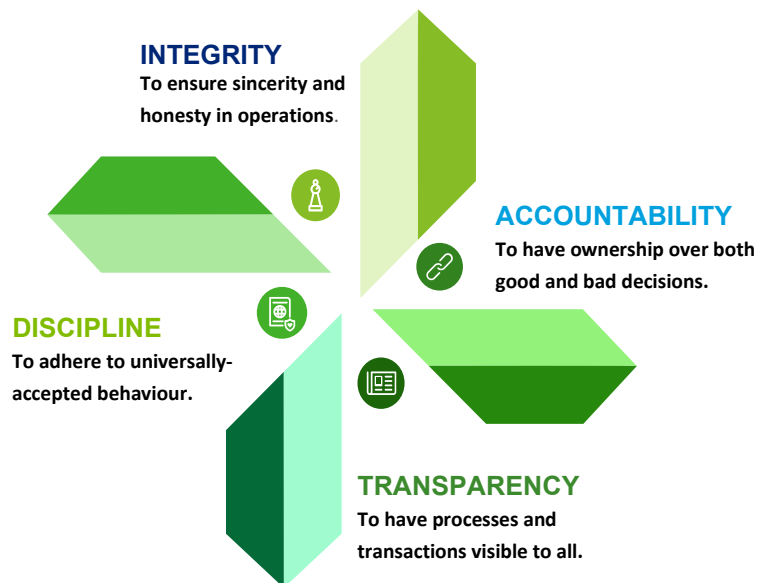 INTEGRITY
To ensure sincerity and
honesty in operations.
ACCOUNTABILITY
To have ownership over both
good and bad decisions.
DISCIPLINE
To adhere to universally-
accepted behaviour.
TRANSPARENCY
To have processes and
transactions visible to all.